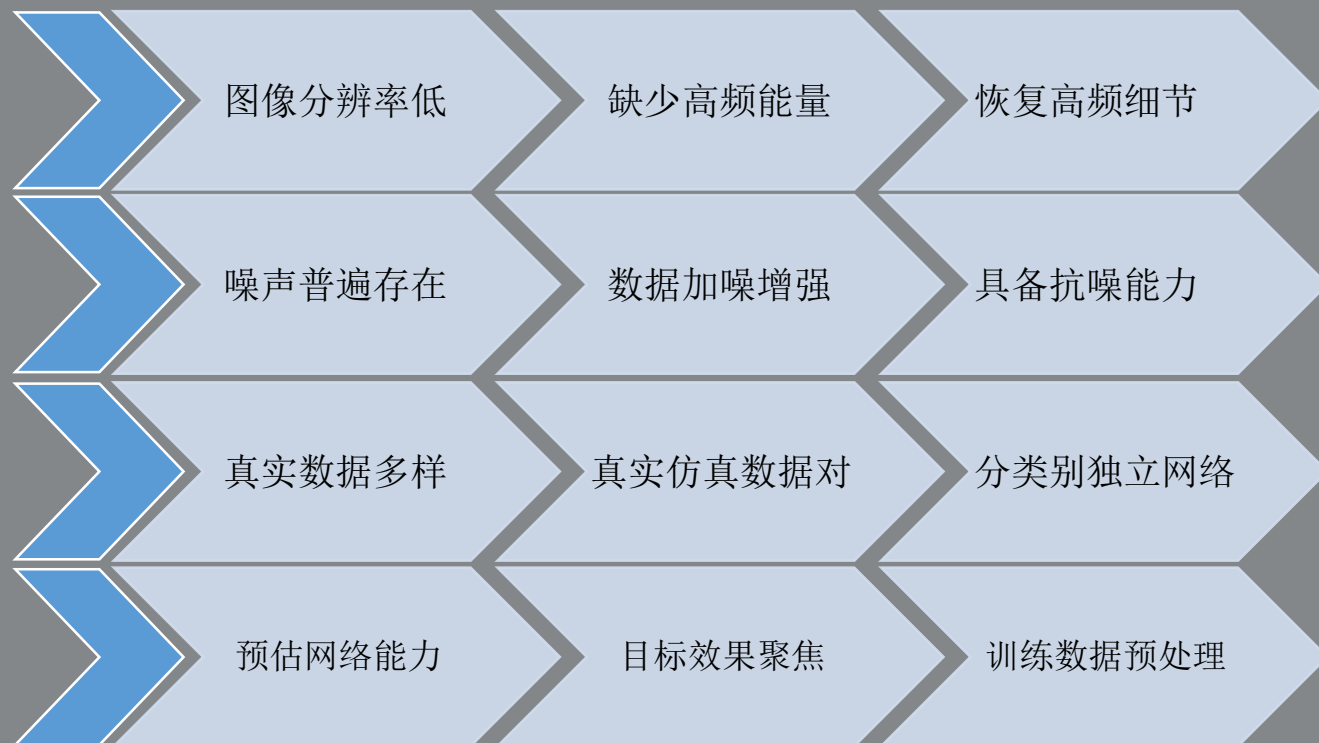 图像分辨率低
缺少高频能量
恢复高频细节
噪声普遍存在
数据加噪增强
具备抗噪能力
真实数据多样
真实仿真数据对
分类别独立网络
预估网络能力
目标效果聚焦
训练数据预处理